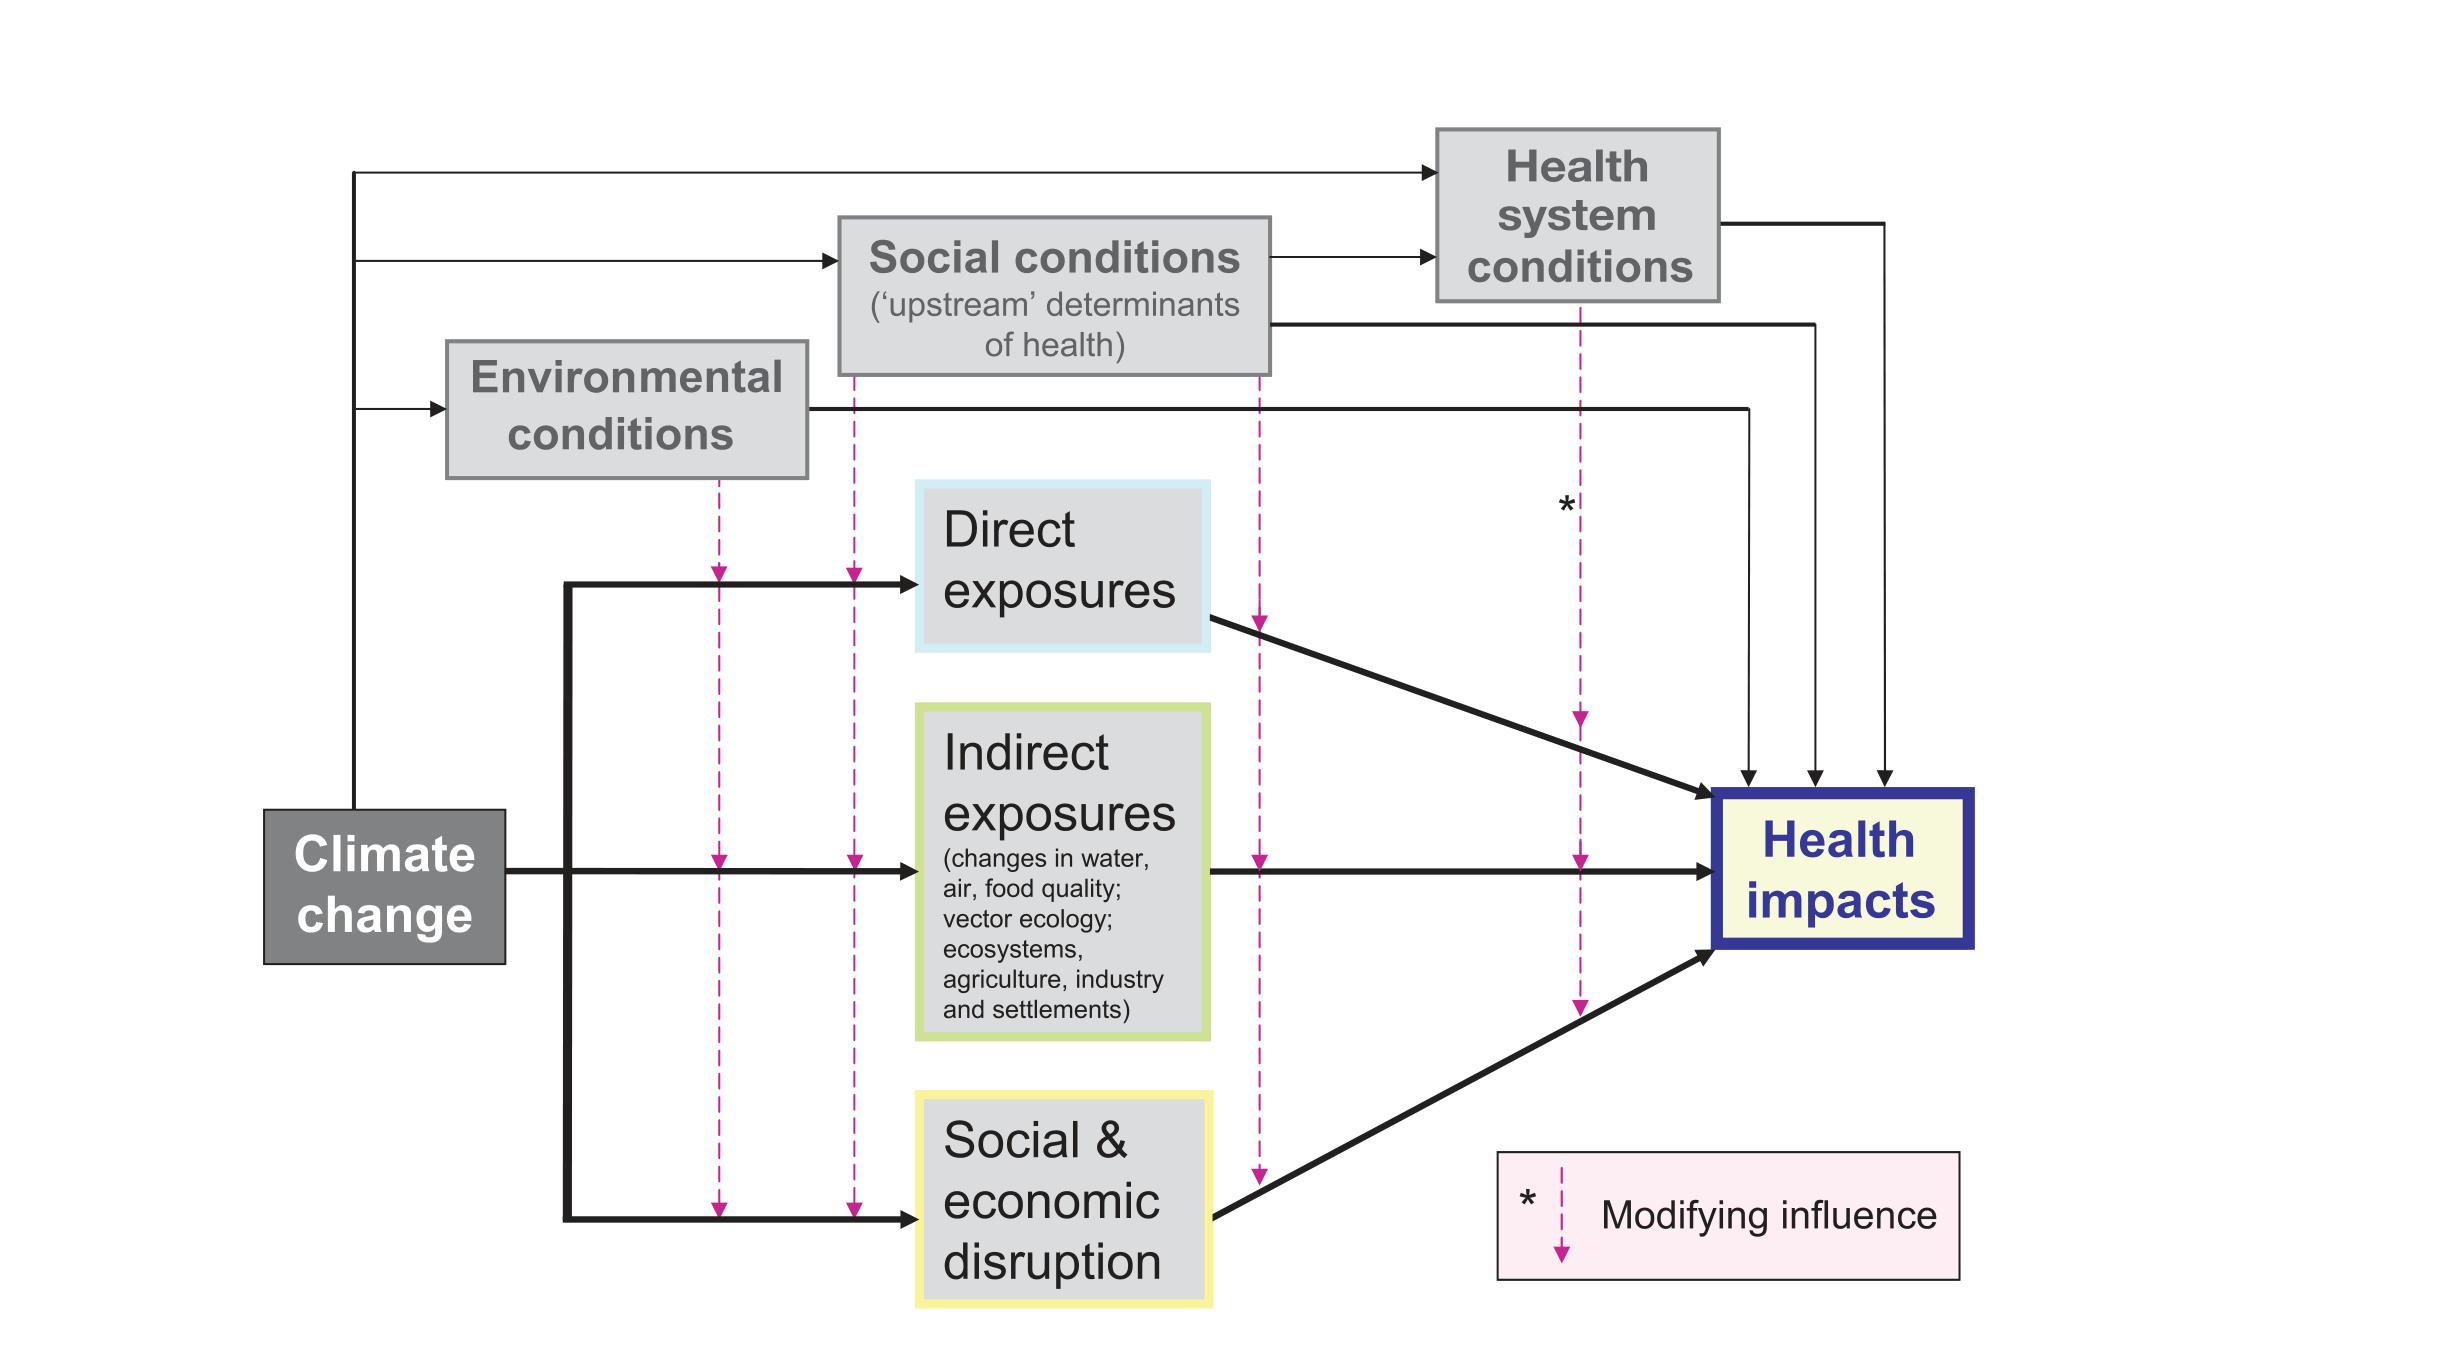 Health
system
conditions
Social conditions
(‘upstream’ determinants
of health)
Environmental
conditions
*
Direct
exposures
Indirect
exposures
(changes in water,
air, food quality;
vector ecology;
ecosystems,
agriculture, industry
and settlements)
Climate
change
Health
impacts
Social &
economic
disruption
* Modifying influence